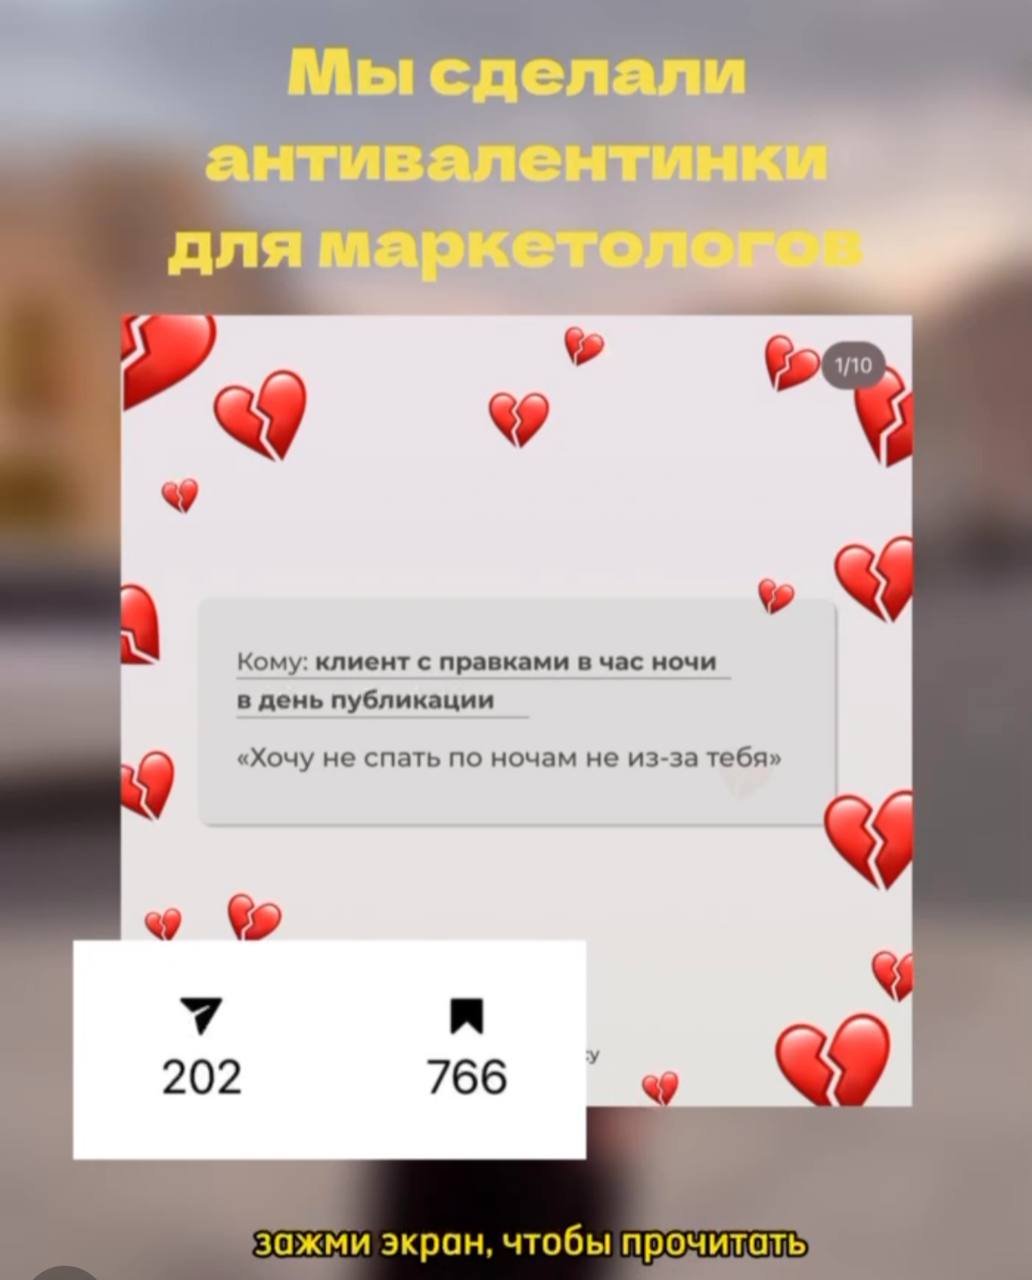 Мы сделали
антивалентинки
для маркетологов
1/10
Кому: клиент с правками в час ночи
в день публикации
«Хочу не спать по ночам не из-за тебя»
202 766
зажми экран, чтобы прочитать